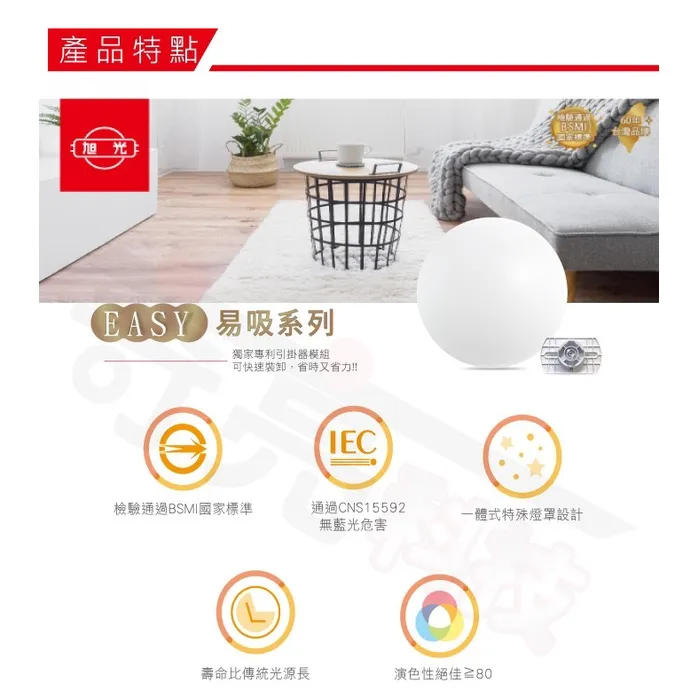 產品特點
旭光
檢驗通過
BSMI
國家標準
60年
台灣品牌
EASY 易吸系列
獨家專利引掛器模組
可快速裝卸，省時又省力!!
IEC
檢驗通過BSMI國家標準
通過CNS15592
無藍光危害
一體式特殊燈罩設計
壽命比傳統光源長
演色性絕佳≧80